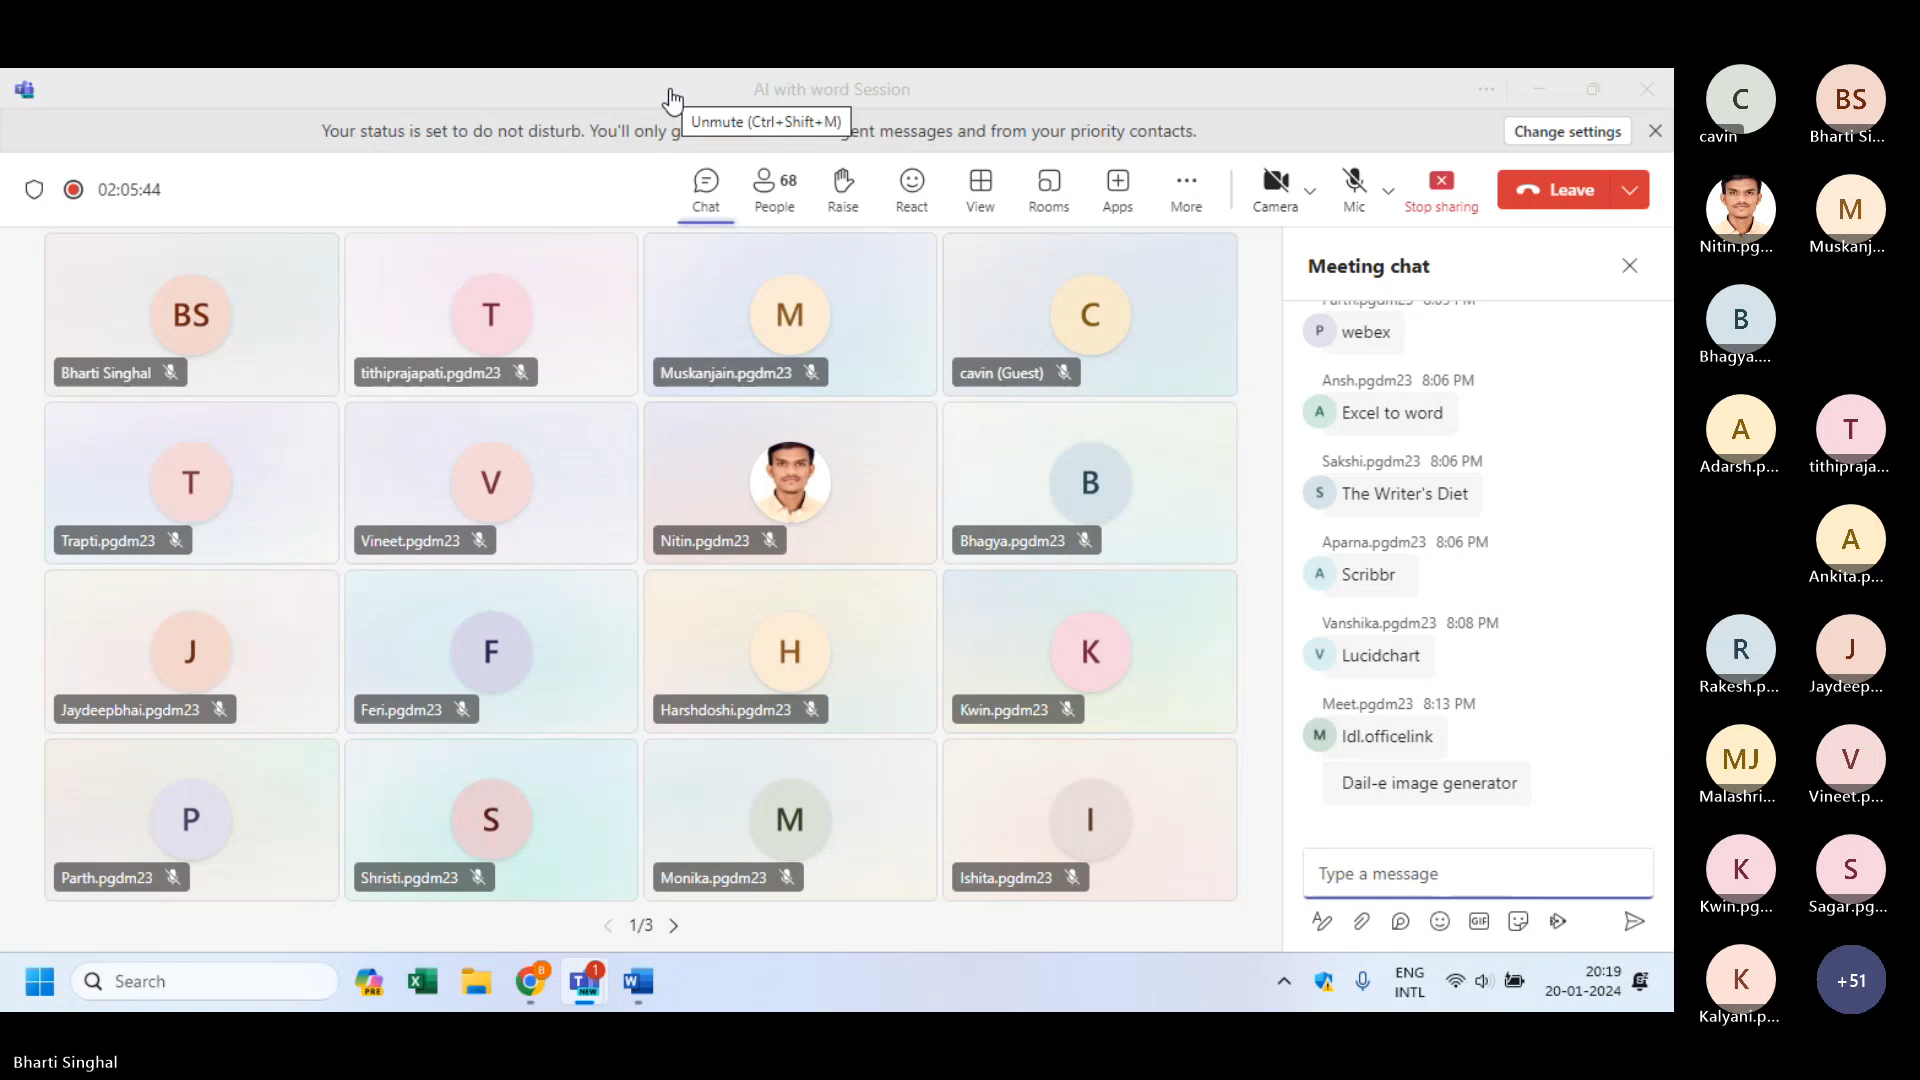 AI with word Session
Your status is set to do not disturb. You'll only g
ent messages and from your priority contacts.
Unmute (Ctrl+Shift+M)
Change settings
02:05:44
Chat
68
People
Raise
React
View
Rooms
Apps
More
Camera
Mic
Stop sharing
Leave
BS
Bharti Singhal
T
tithiprajapati.pgdm23
M
Muskanjain.pgdm23
C
cavin (Guest)
T
Trapti.pgdm23
V
Vineet.pgdm23
Nitin.pgdm23
B
Bhagya.pgdm23
J
Jaydeepbhai.pgdm23
F
Feri.pgdm23
H
Harshdoshi.pgdm23
K
Kwin.pgdm23
P
Parth.pgdm23
S
Shristi.pgdm23
M
Monika.pgdm23
I
Ishita.pgdm23
1/3
Meeting chat
P webex
Ansh.pgdm23 8:06 PM
A Excel to word
Sakshi.pgdm23 8:06 PM
S The Writer's Diet
Aparna.pgdm23 8:06 PM
A Scribbr
Vanshika.pgdm23 8:08 PM
V Lucidchart
Meet.pgdm23 8:13 PM
M Idl.officelink
Dail-e image generator
Type a message
GIF
Search
PRE
8
1
NEW
ENG
INTL
20:19
20-01-2024
C
cavin
BS
Bharti Si...
Nitin.pg...
M
Muskanj...
B
Bhagya....
A
Adarsh.p...
T
tithipraja...
A
Ankita.p...
R
Rakesh.p...
J
Jaydeep...
MJ
Malashri...
V
Vineet.p...
K
Kwin.pg...
S
Sagar.pg...
K
Kalyani.p...
+51
Bharti Singhal